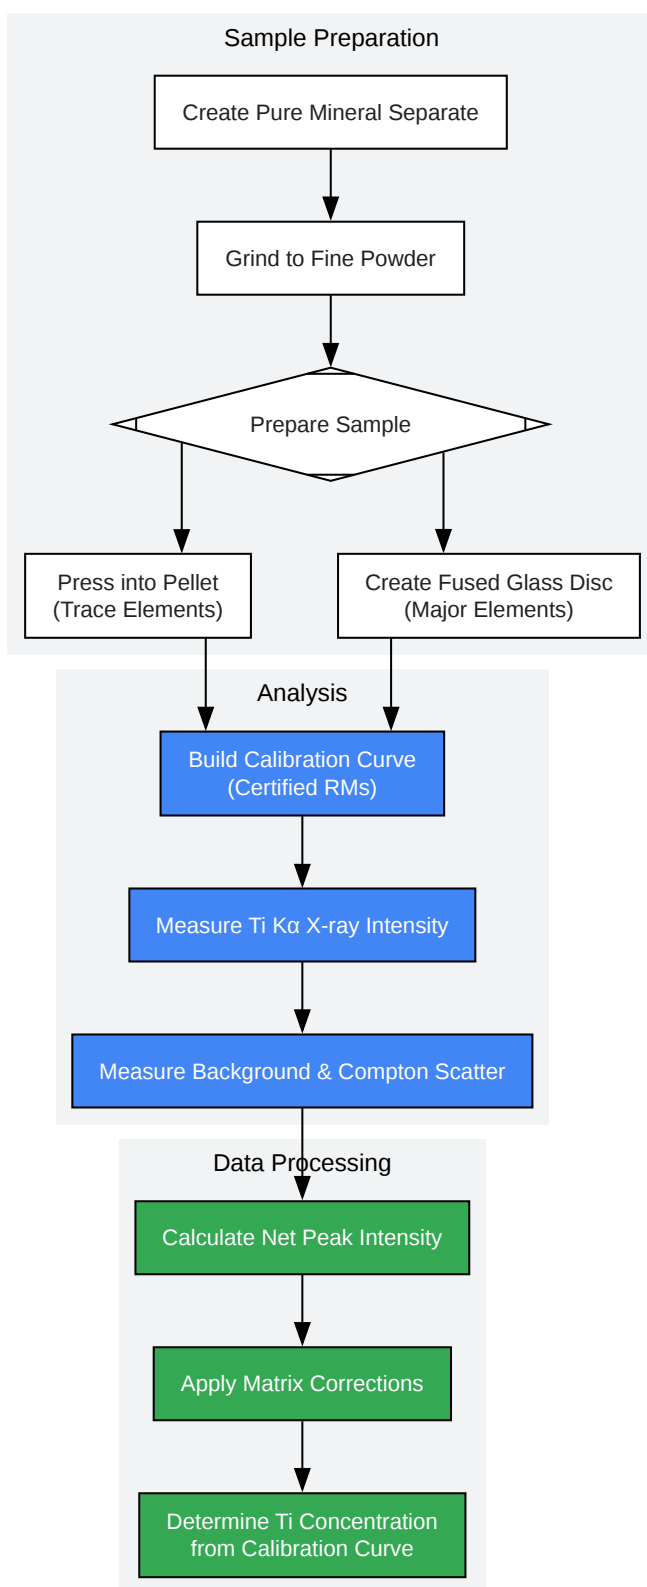 Sample Preparation
Create Pure Mineral Separate
Grind to Fine Powder
Prepare Sample
Press into Pellet
(Trace Elements)
Create Fused Glass Disc
(Major Elements)
Analysis
Build Calibration Curve
(Certified RMs)
Measure Ti Kα X-ray Intensity
Measure Background & Compton Scatter
Data Processing
Calculate Net Peak Intensity
Apply Matrix Corrections
Determine Ti Concentration
from Calibration Curve